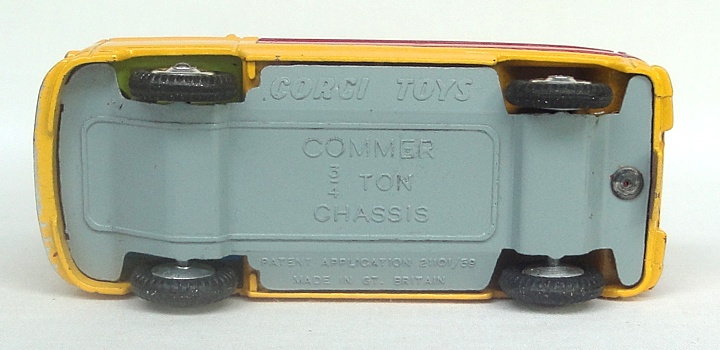 CORGI TOYS
COMMER
3/4 TON
CHASSIS
PATENT APPLICATION 21101/59
MADE IN GT. BRITAIN